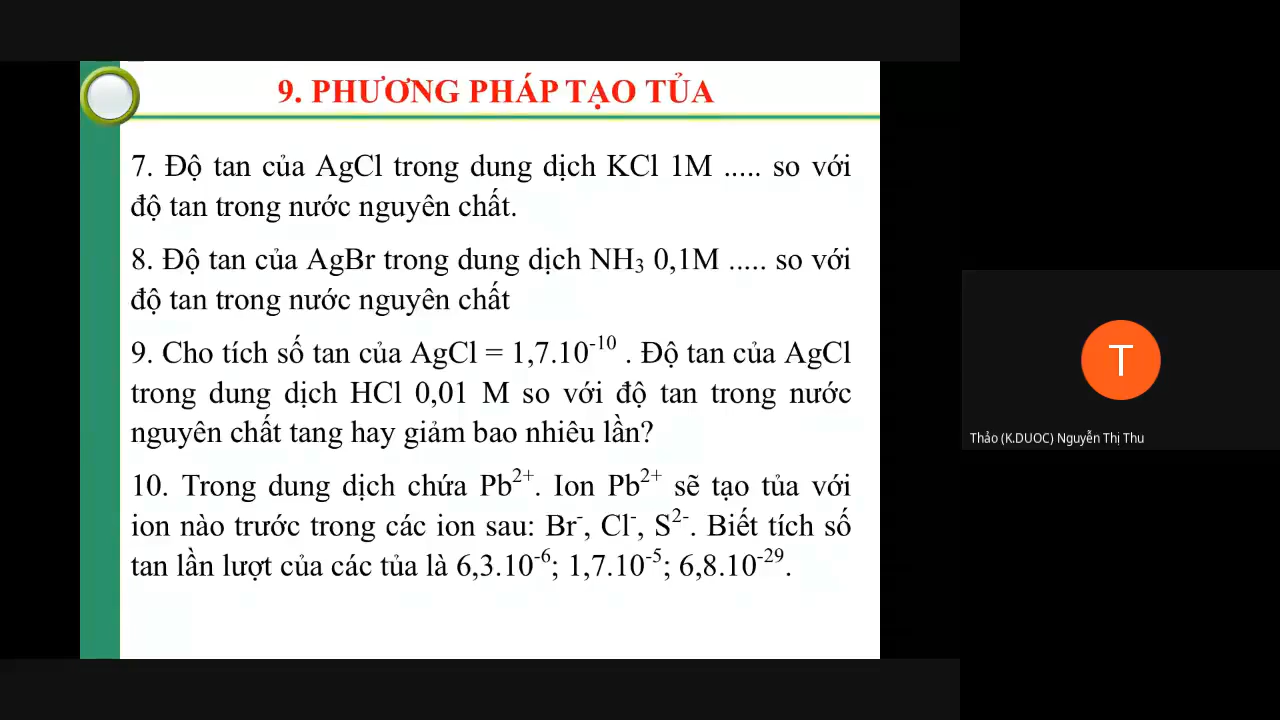 9. PHƯƠNG PHÁP TẠO TỦA
7. Độ tan của AgCl trong dung dịch KCl 1M ..... so với
độ tan trong nước nguyên chất.
8. Độ tan của AgBr trong dung dịch NH₃ 0,1M ..... so với
độ tan trong nước nguyên chất
9. Cho tích số tan của AgCl = 1,7.10⁻¹⁰ . Độ tan của AgCl
trong dung dịch HCl 0,01 M so với độ tan trong nước
nguyên chất tang hay giảm bao nhiêu lần?
10. Trong dung dịch chứa Pb²⁺. Ion Pb²⁺ sẽ tạo tủa với
ion nào trước trong các ion sau: Br⁻, Cl⁻, S²⁻. Biết tích số
tan lần lượt của các tủa là 6,3.10⁻⁶; 1,7.10⁻⁵; 6,8.10⁻²⁹.
T
Thảo (K.DUOC) Nguyễn Thị Thu